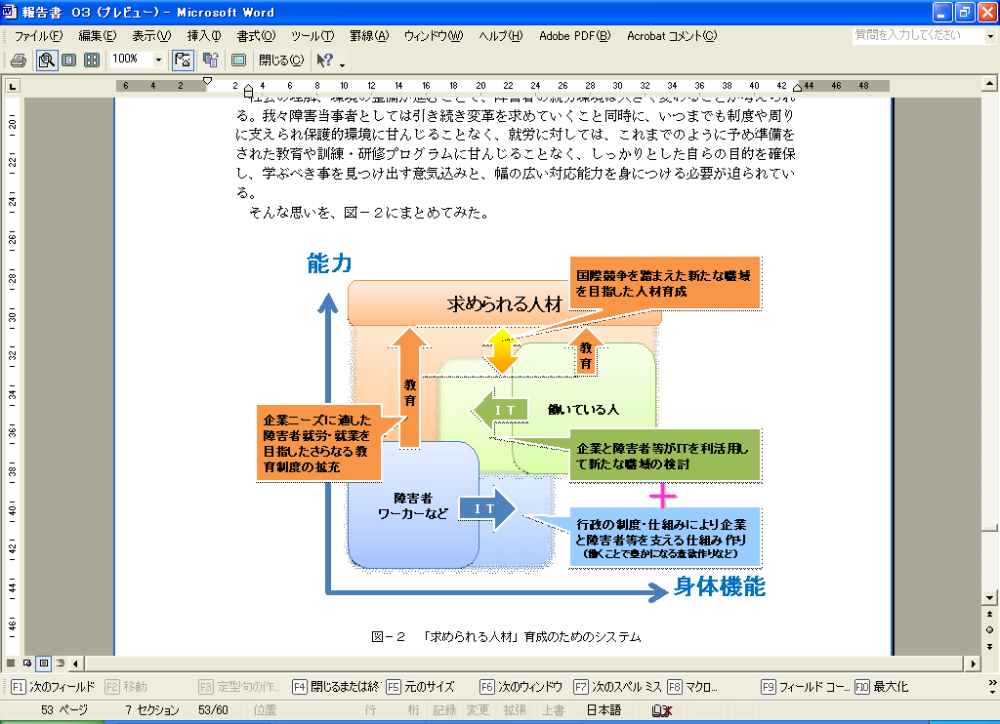 報告書 03 (プレビュー) - Microsoft Word
ファイル(F) 編集(E) 表示(V) 挿入(I) 書式(O) ツール(T) 罫線(A) ウィンドウ(W) ヘルプ(H) Adobe PDF(B) Acrobat コメント(C) 質問を入力してください
100% 閉じる(C)
6 4 2 2 4 6 8 10 12 14 16 18 20 22 24 26 28 30 32 34 36 38 40 42 44 46 48
る。我々障害当事者としては引き続き変革を求めていくこと同時に、いつまでも制度や周り
に支えられ保護的環境に甘んじることなく、就労に対しては、これまでのように予め準備を
された教育や訓練・研修プログラムに甘んじることなく、しっかりとした自らの目的を確保
し、学ぶべき事を見つけ出す意気込みと、幅の広い対応能力を身につける必要が迫られてい
る。
そんな思いを、図－２にまとめてみた。
能力
国際競争を踏まえた新たな職域
を目指した人材育成
求められる人材
教育
教育
ＩＴ
働いている人
企業ニーズに適した
障害者就労・就業を
目指したさらなる教
育制度の拡充
企業と障害者等がITを利活用し
て新たな職域の検討
障害者
ワーカーなど
ＩＴ
行政の制度・仕組みにより企業
と障害者等を支える仕組み作り
（働くことで豊かになる意欲作りなど）
身体機能
図－２ 「求められる人材」育成のためのシステム
20 22 24 26 28 30 32 34 36 38 40 42 44 46
F1 次のフィールド F2 移動 F3 定型句の作.. F4 閉じるまたは終 F5 元のサイズ F6 次のウィンドウ F7 次のスペル ミス F8 マクロ... F9 フィールド コー... F10 最大化
53 ページ 7 セクション 53/60 位置 行 桁 記録 変更 拡張 上書 日本語